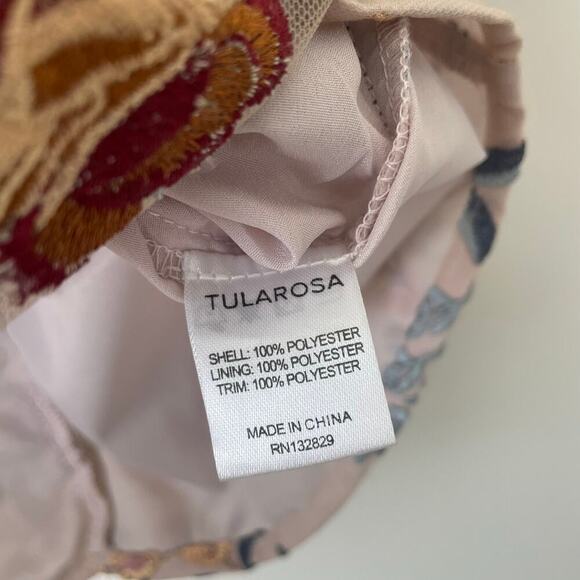 TULAROSA
SHELL: 100% POLYESTER
LINING: 100% POLYESTER
TRIM: 100% POLYESTER
MADE IN CHINA
RN132829